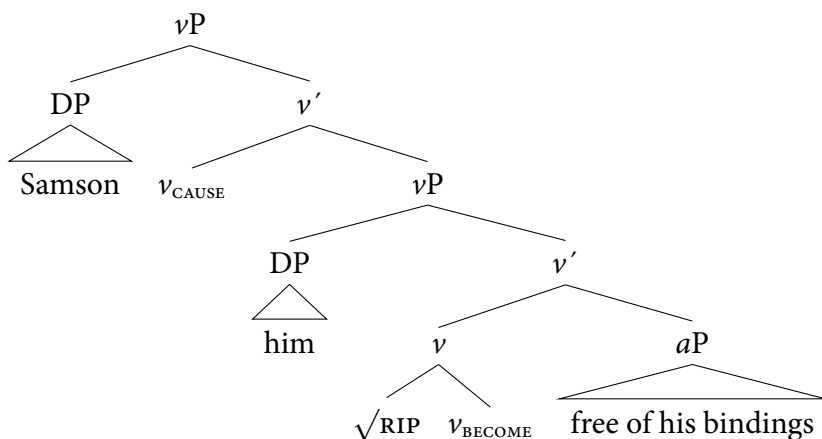 vP
DP v′
Samson vCAUSE vP
DP v′
him v aP
√RIP vBECOME free of his bindings